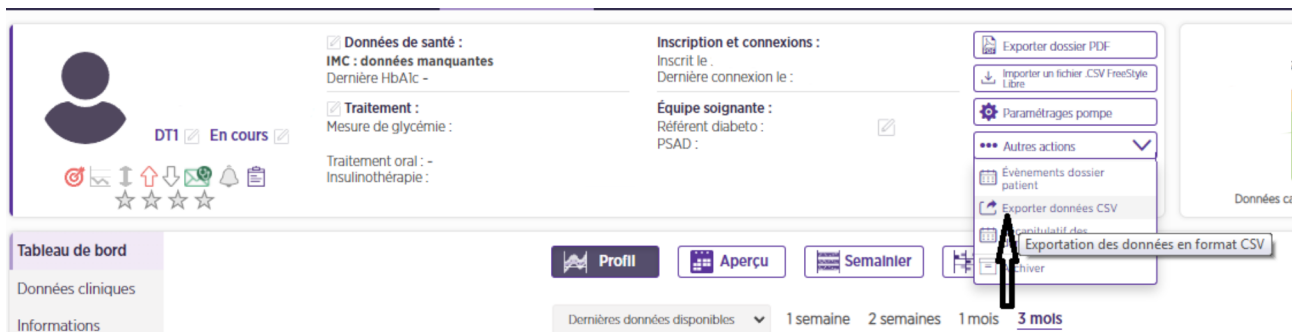 Données de santé :
IMC : données manquantes
Dernière HbA1c -
Traitement :
Mesure de glycémie :
Traitement oral : -
Insulinothérapie :
DT1 En cours
Inscription et connexions :
Inscrit le .
Dernière connexion le :
Équipe soignante :
Référent diabeto :
PSAD :
Exporter dossier PDF
Importer un fichier .CSV FreeStyle
Libre
Paramétrages pompe
Autres actions
Évènements dossier
patient
Exporter données CSV
Exportation des données en format CSV
Données ca
Tableau de bord
Données cliniques
Informations
Profil
Aperçu
Semainier
Dernières données disponibles
1 semaine 2 semaines 1 mois 3 mois